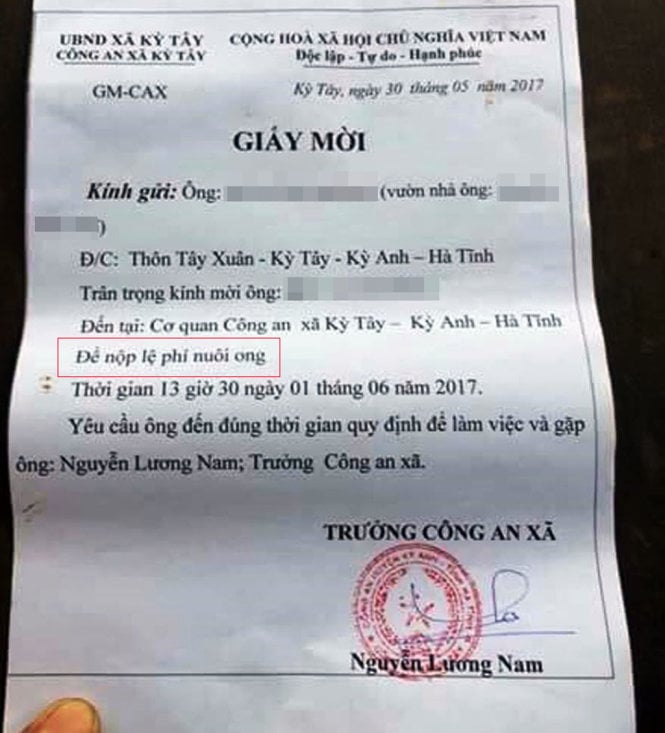 UBND XÃ KỲ TÂY
CÔNG AN XÃ KỲ TÂY
CỘNG HOÀ XÃ HỘI CHỦ NGHĨA VIỆT NAM
Độc lập - Tự do - Hạnh phúc
GM-CAX
Kỳ Tây, ngày 30 tháng 05 năm 2017
GIẤY MỜI
Kính gửi: Ông: (vườn nhà ông:
)
Đ/C: Thôn Tây Xuân - Kỳ Tây - Kỳ Anh – Hà Tĩnh
Trân trọng kính mời ông:
Đến tại: Cơ quan Công an xã Kỳ Tây – Kỳ Anh – Hà Tĩnh
Để nộp lệ phí nuôi ong
Thời gian 13 giờ 30 ngày 01 tháng 06 năm 2017.
Yêu cầu ông đến đúng thời gian quy định để làm việc và gặp
ông: Nguyễn Lương Nam; Trưởng Công an xã.
TRƯỞNG CÔNG AN XÃ
Nguyễn Lương Nam